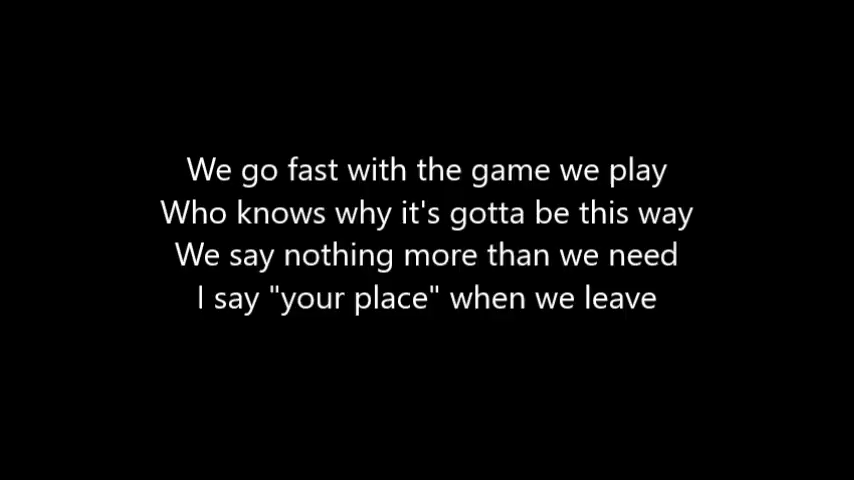 We go fast with the game we play
Who knows why it's gotta be this way
We say nothing more than we need
I say "your place" when we leave